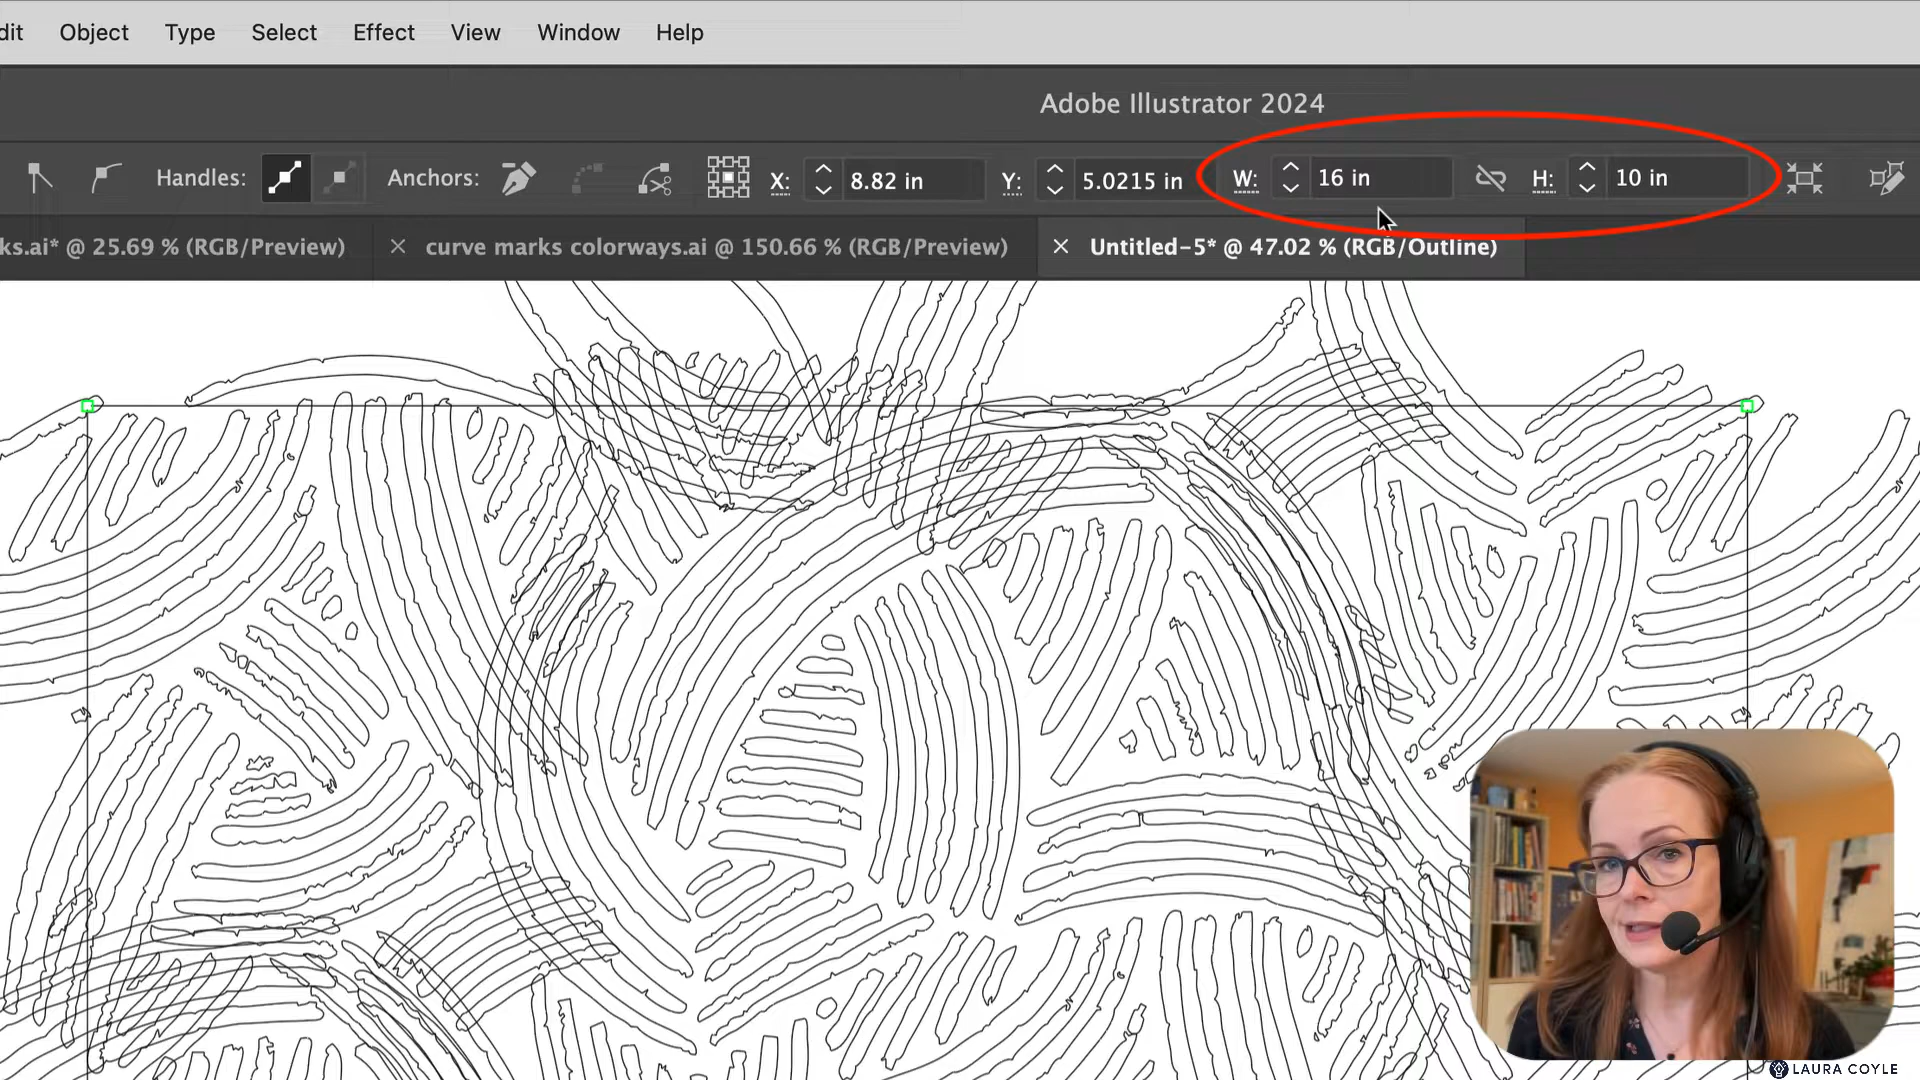 dit Object Type Select Effect View Window Help
Adobe Illustrator 2024
Handles: Anchors: X: 8.82 in Y: 5.0215 in W: 16 in H: 10 in
ks.ai* @ 25.69 % (RGB/Preview) × curve marks colorways.ai @ 150.66 % (RGB/Preview) × Untitled-5* @ 47.02 % (RGB/Outline)
LAURA COYLE